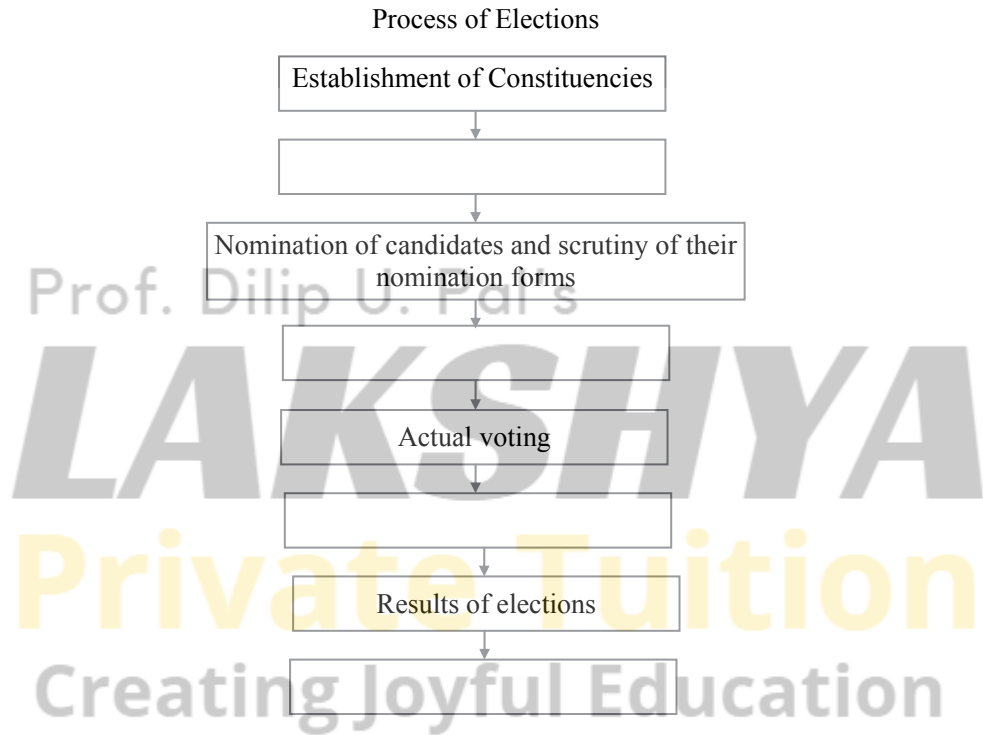 Process of Elections
Establishment of Constituencies
Nomination of candidates and scrutiny of their
nomination forms
Prof. Dilip U. Pal's
LAKSHYA
Actual voting
Private Tuition
Results of elections
Creating Joyful Education